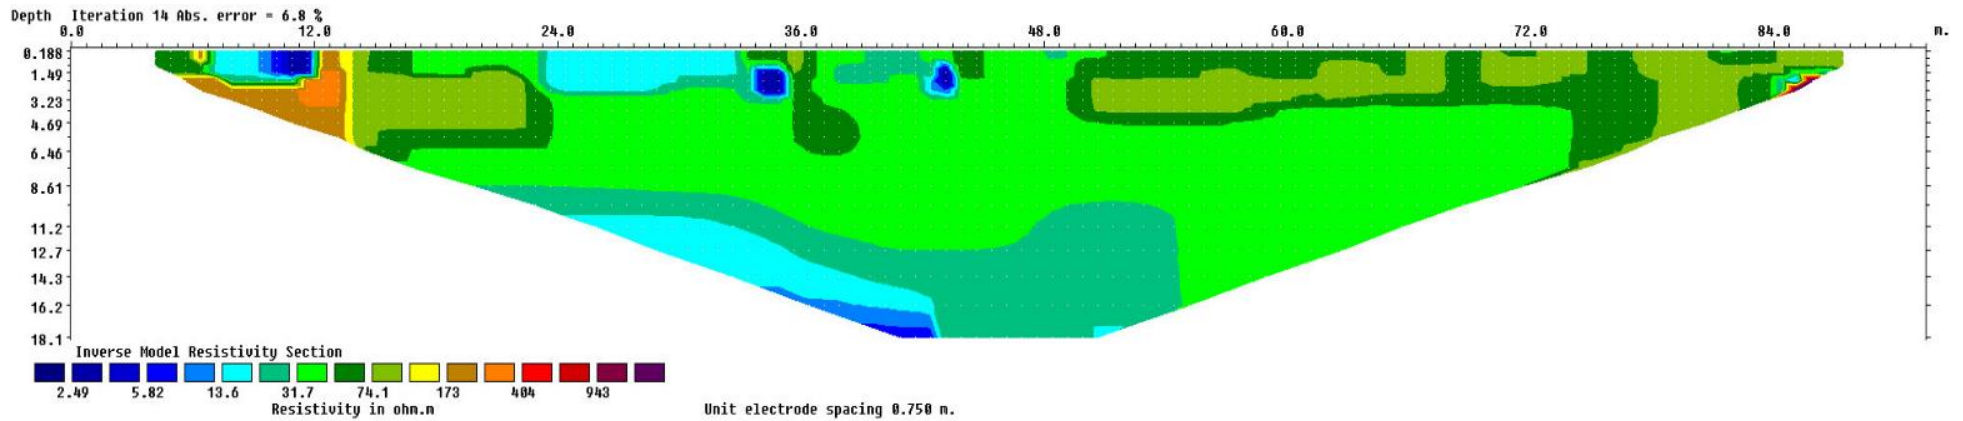 Depth Iteration 14 Abs. error = 6.8 %
0.0 12.0 24.0 36.0 48.0 60.0 72.0 84.0 m.
0.188
1.49
3.23
4.69
6.46
8.61
11.2
12.7
14.3
16.2
18.1
Inverse Model Resistivity Section
2.49 5.82 13.6 31.7 74.1 173 404 943
Resistivity in ohm.m Unit electrode spacing 0.750 m.